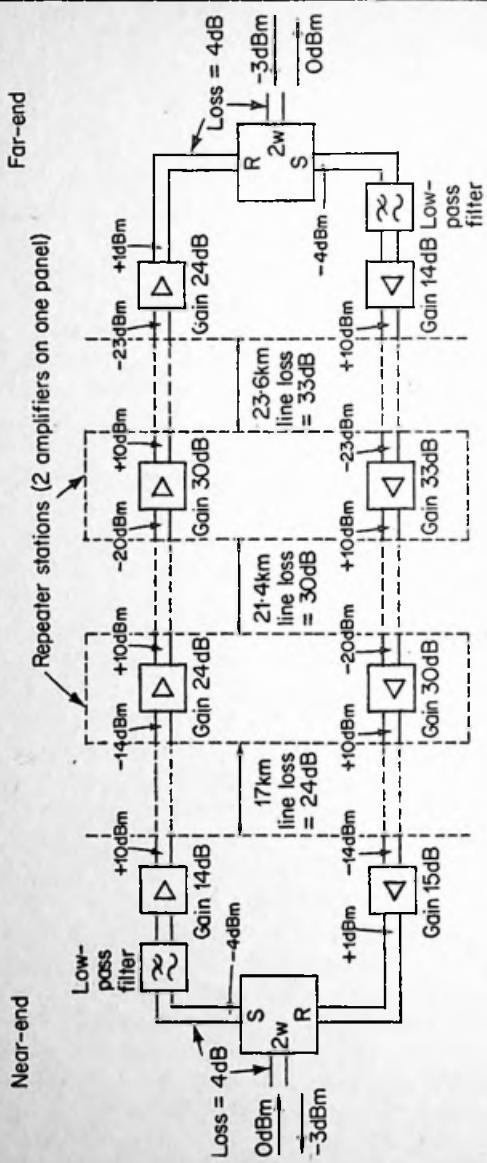 Near-end
Far-end
Repeater stations (2 amplifiers on one panel)
Low-
pass
filter
+10dBm
-14dBm
+10dBm
-20dBm
+10dBm
-23dBm
+1dBm
Gain 14dB
Gain 24dB
Gain 30dB
Gain 24dB
Loss = 4dB
-4dBm
S
2w
R
0dBm
-3dBm
Loss = 4dB
17km
line loss
= 24dB
21·4km
line loss
= 30dB
23·6km
line loss
= 33dB
R
2w
S
-3dBm
0dBm
-4dBm
+1dBm
-14dBm
+10dBm
-20dBm
+10dBm
-23dBm
+10dBm
Gain 15dB
Gain 30dB
Gain 33dB
Gain 14dB
Low-
pass
filter